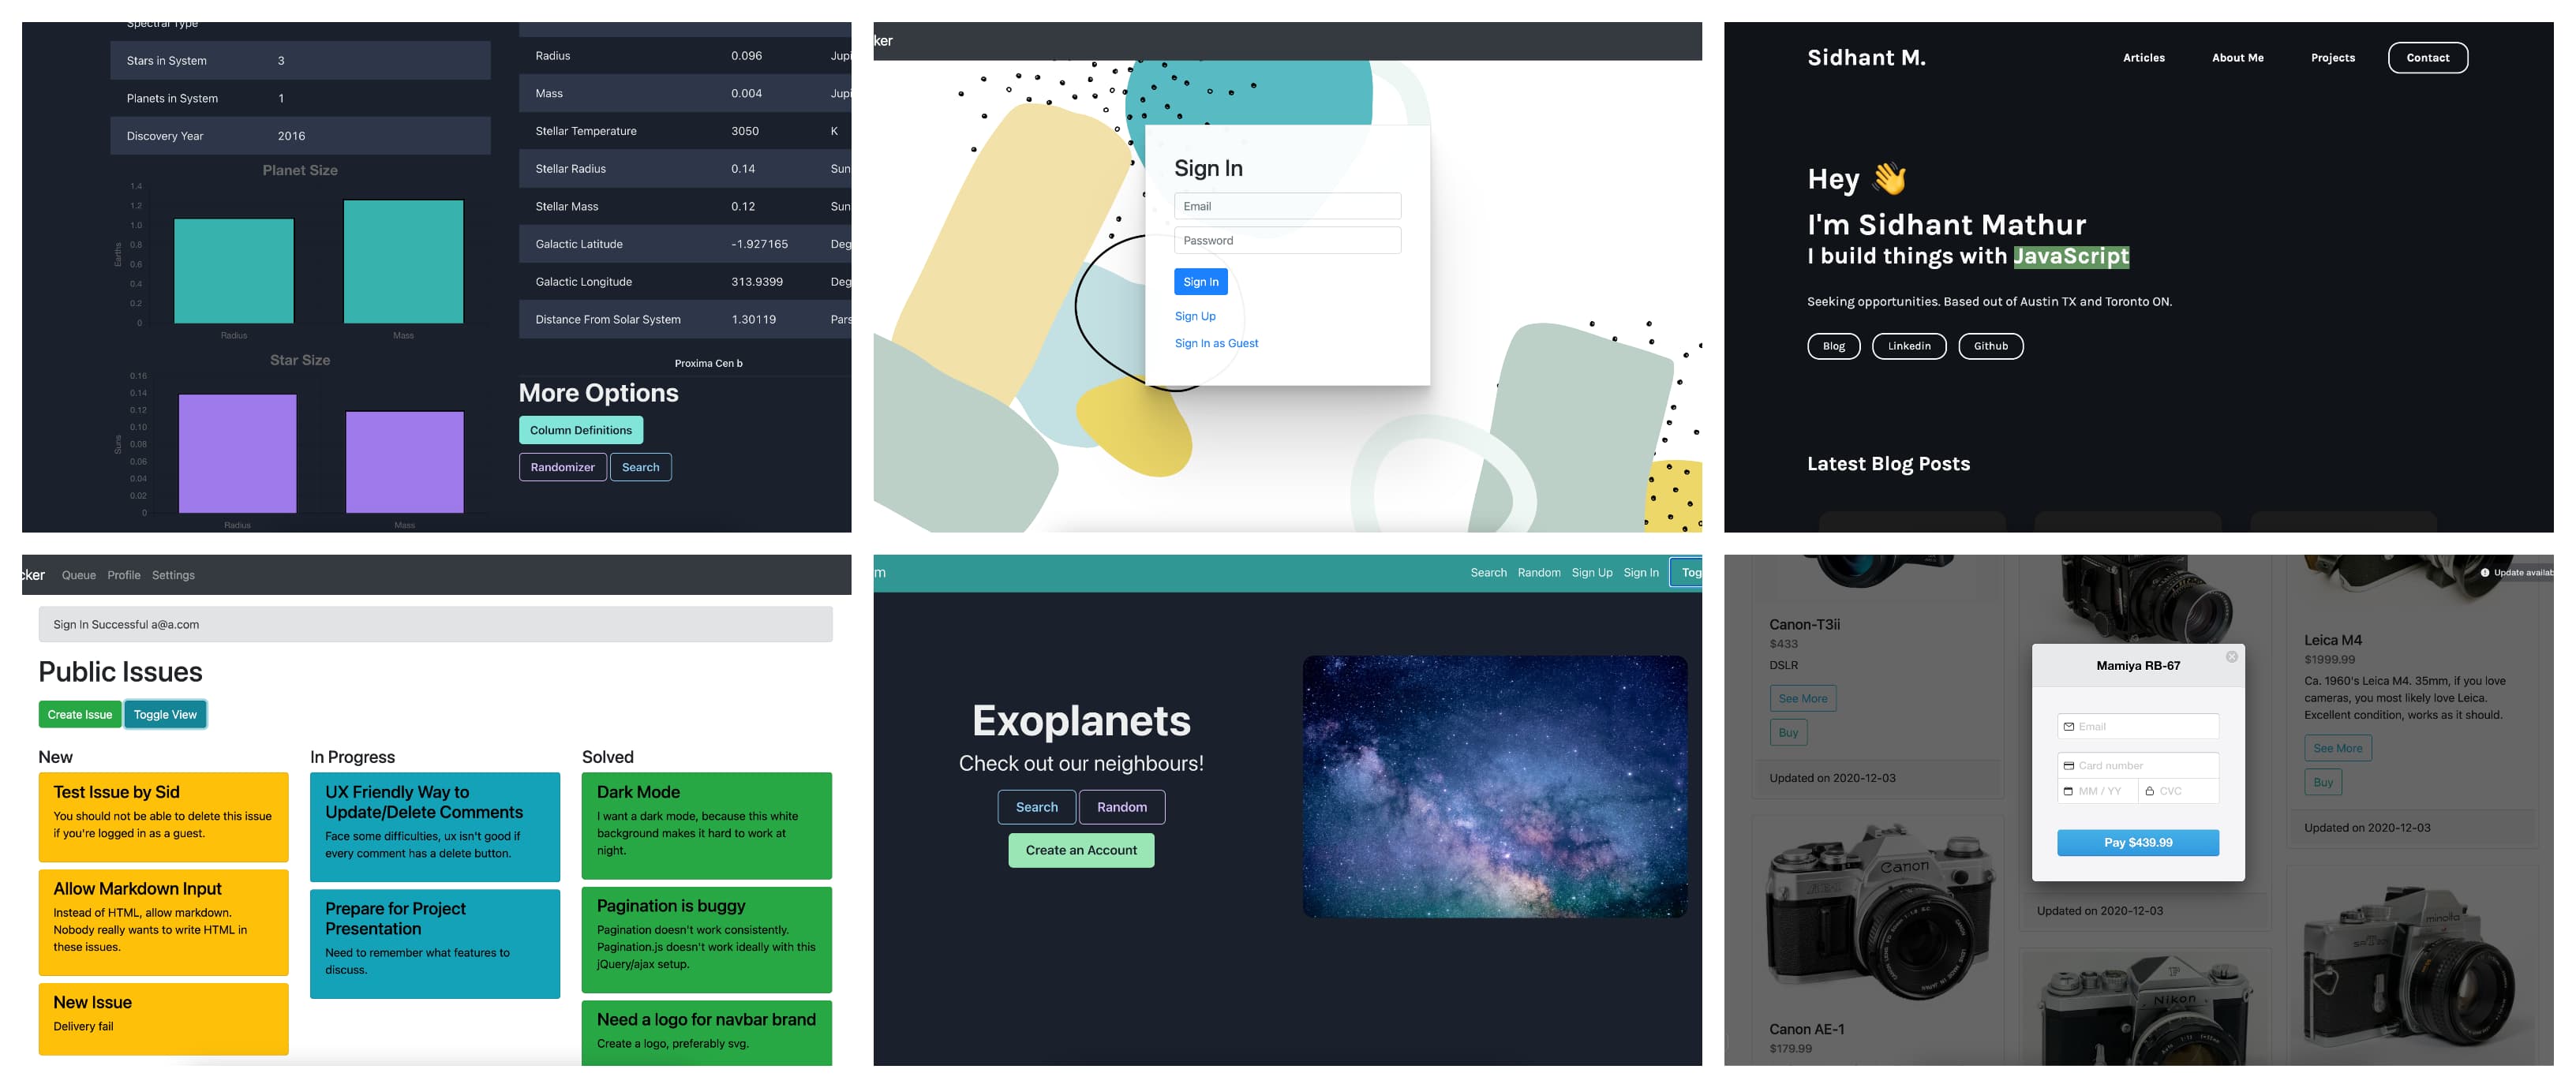 Spectral Type
Stars in System 3
Planets in System 1
Discovery Year 2016
Planet Size
1.4
1.2
1.0
0.8
0.6
0.4
0.2
0
Earths
Radius Mass
Star Size
0.16
0.14
0.12
0.10
0.08
0.06
0.04
0.02
0
Suns
Radius Mass
Radius 0.096 Jupi
Mass 0.004 Jupi
Stellar Temperature 3050 K
Stellar Radius 0.14 Sun
Stellar Mass 0.12 Sun
Galactic Latitude -1.927165 Deg
Galactic Longitude 313.9399 Deg
Distance From Solar System 1.30119 Pars
Proxima Cen b
More Options
Column Definitions
Randomizer Search
ker
Sign In
Email
Password
Sign In
Sign Up
Sign In as Guest
Sidhant M.
Articles About Me Projects Contact
Hey 👋
I'm Sidhant Mathur
I build things with JavaScript
Seeking opportunities. Based out of Austin TX and Toronto ON.
Blog Linkedin Github
Latest Blog Posts
cker Queue Profile Settings
Sign In Successful a@a.com
Public Issues
Create Issue Toggle View
New
Test Issue by Sid
You should not be able to delete this issue
if you're logged in as a guest.
Allow Markdown Input
Instead of HTML, allow markdown.
Nobody really wants to write HTML in
these issues.
New Issue
Delivery fail
In Progress
UX Friendly Way to
Update/Delete Comments
Face some difficulties, ux isn't good if
every comment has a delete button.
Prepare for Project
Presentation
Need to remember what features to
discuss.
Solved
Dark Mode
I want a dark mode, because this white
background makes it hard to work at
night.
Pagination is buggy
Pagination doesn't work consistently.
Pagination.js doesn't work ideally with this
jQuery/ajax setup.
Need a logo for navbar brand
Create a logo, preferably svg.
m
Search Random Sign Up Sign In Tog
Exoplanets
Check out our neighbours!
Search Random
Create an Account
Update availab
Canon-T3ii
$433
DSLR
See More
Buy
Updated on 2020-12-03
Canon
Canon AE-1
$179.99
Mamiya RB-67
Email
Card number
MM / YY CVC
Pay $439.99
Updated on 2020-12-03
Nikon
Leica M4
$1999.99
Ca. 1960's Leica M4. 35mm, if you love
cameras, you most likely love Leica.
Excellent condition, works as it should.
See More
Buy
Updated on 2020-12-03
minolta